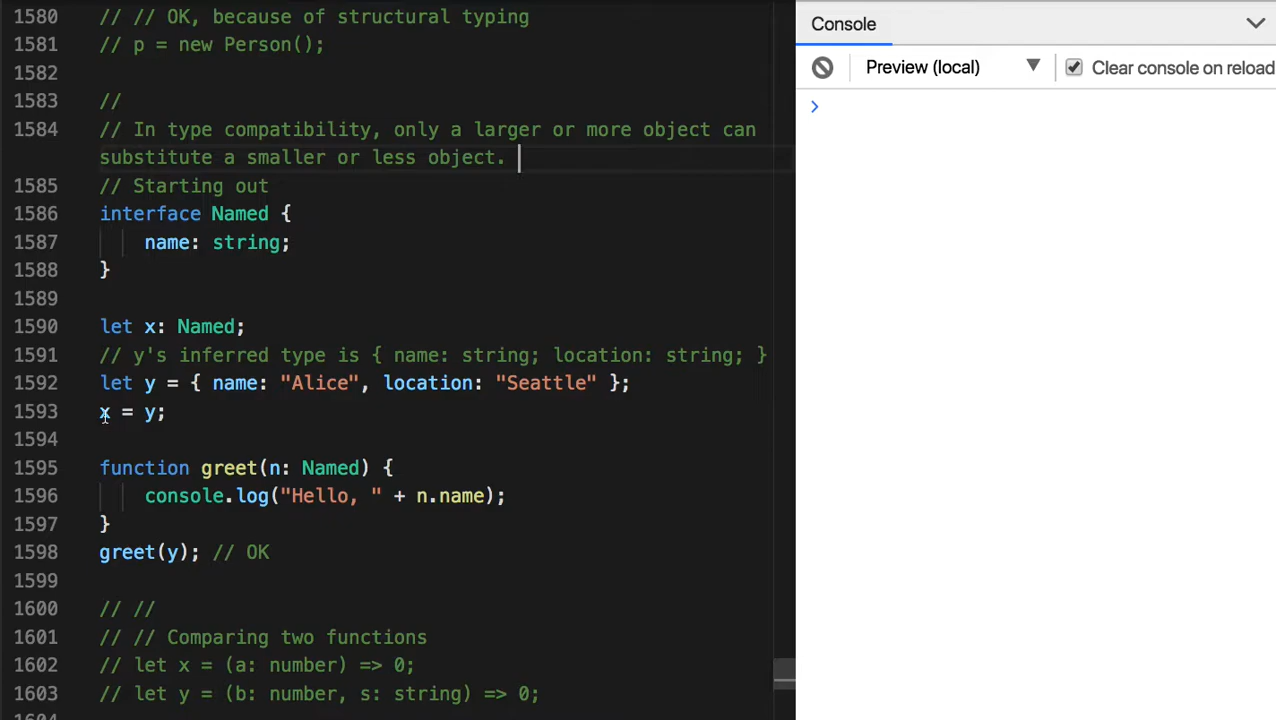 1580 // // OK, because of structural typing
1581 // p = new Person();
1582
1583 //
1584 // In type compatibility, only a larger or more object can
substitute a smaller or less object.
1585 // Starting out
1586 interface Named {
1587 name: string;
1588 }
1589
1590 let x: Named;
1591 // y's inferred type is { name: string; location: string; }
1592 let y = { name: "Alice", location: "Seattle" };
1593 x = y;
1594
1595 function greet(n: Named) {
1596 console.log("Hello, " + n.name);
1597 }
1598 greet(y); // OK
1599
1600 // //
1601 // // Comparing two functions
1602 // let x = (a: number) => 0;
1603 // let y = (b: number, s: string) => 0;
1604
Console
Preview (local) ▼ Clear console on reload
>